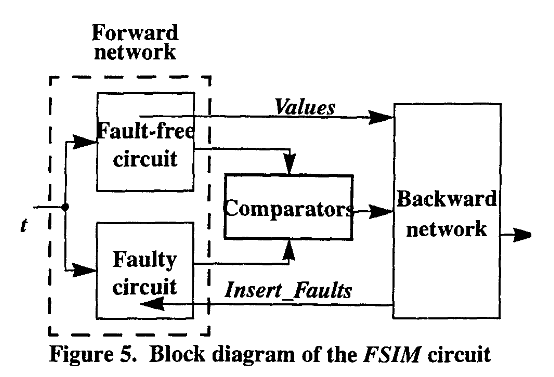 Forward
network
Values
Fault-free
circuit
Comparators
Backward
network
t
Faulty
circuit
Insert_Faults
Figure 5. Block diagram of the FSIM circuit